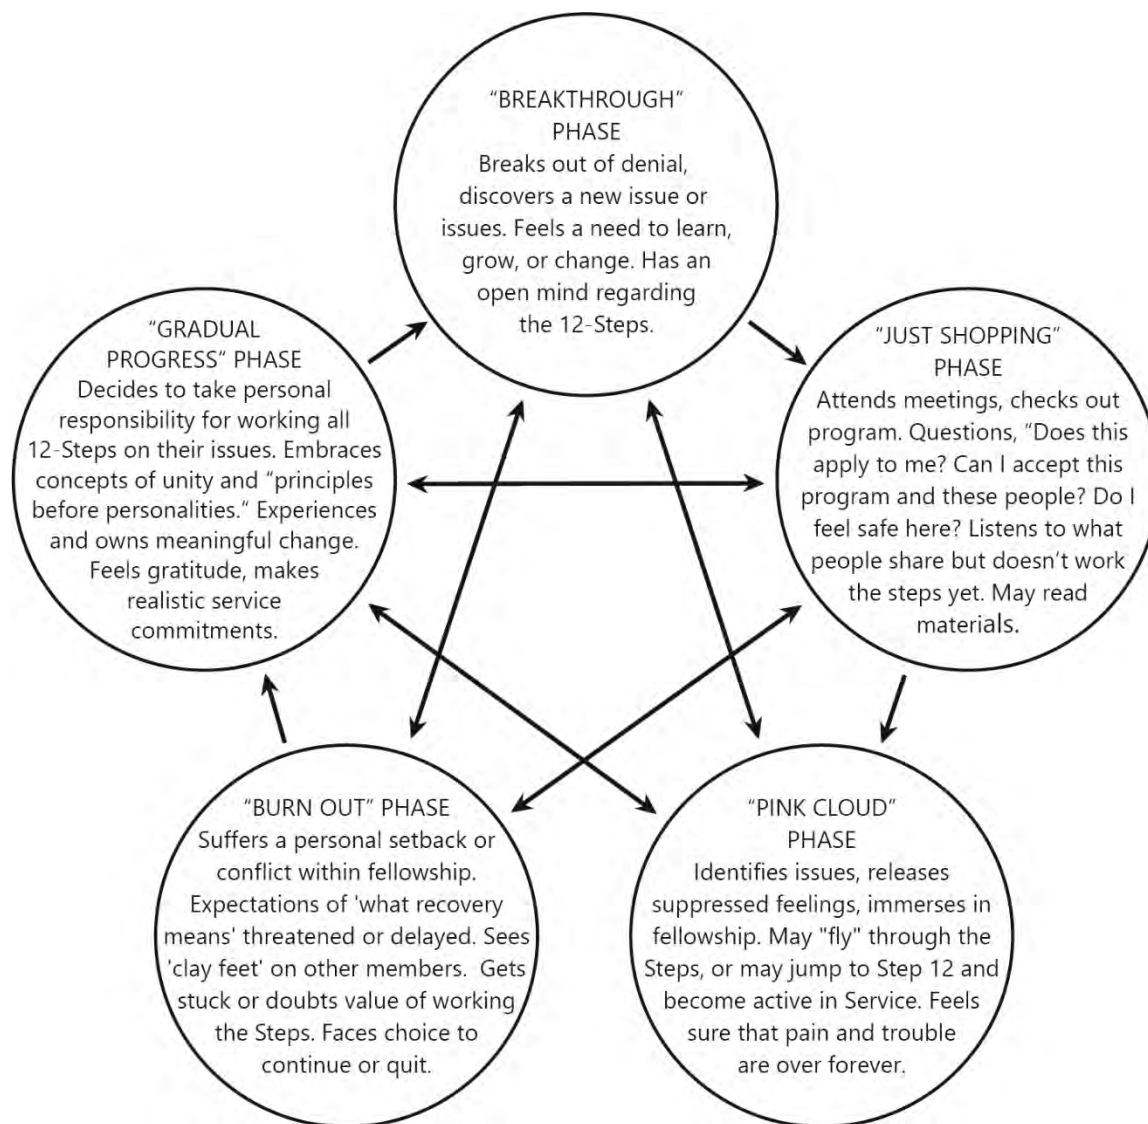 “BREAKTHROUGH”
PHASE
Breaks out of denial,
discovers a new issue or
issues. Feels a need to learn,
grow, or change. Has an
open mind regarding
the 12-Steps.
“JUST SHOPPING”
PHASE
Attends meetings, checks out
program. Questions, “Does this
apply to me? Can I accept this
program and these people? Do I
feel safe here? Listens to what
people share but doesn’t work
the steps yet. May read
materials.
“PINK CLOUD”
PHASE
Identifies issues, releases
suppressed feelings, immerses in
fellowship. May "fly" through the
Steps, or may jump to Step 12 and
become active in Service. Feels
sure that pain and trouble
are over forever.
“BURN OUT” PHASE
Suffers a personal setback or
conflict within fellowship.
Expectations of 'what recovery
means' threatened or delayed. Sees
'clay feet' on other members. Gets
stuck or doubts value of working
the Steps. Faces choice to
continue or quit.
“GRADUAL
PROGRESS“ PHASE
Decides to take personal
responsibility for working all
12-Steps on their issues. Embraces
concepts of unity and “principles
before personalities.“ Experiences
and owns meaningful change.
Feels gratitude, makes
realistic service
commitments.